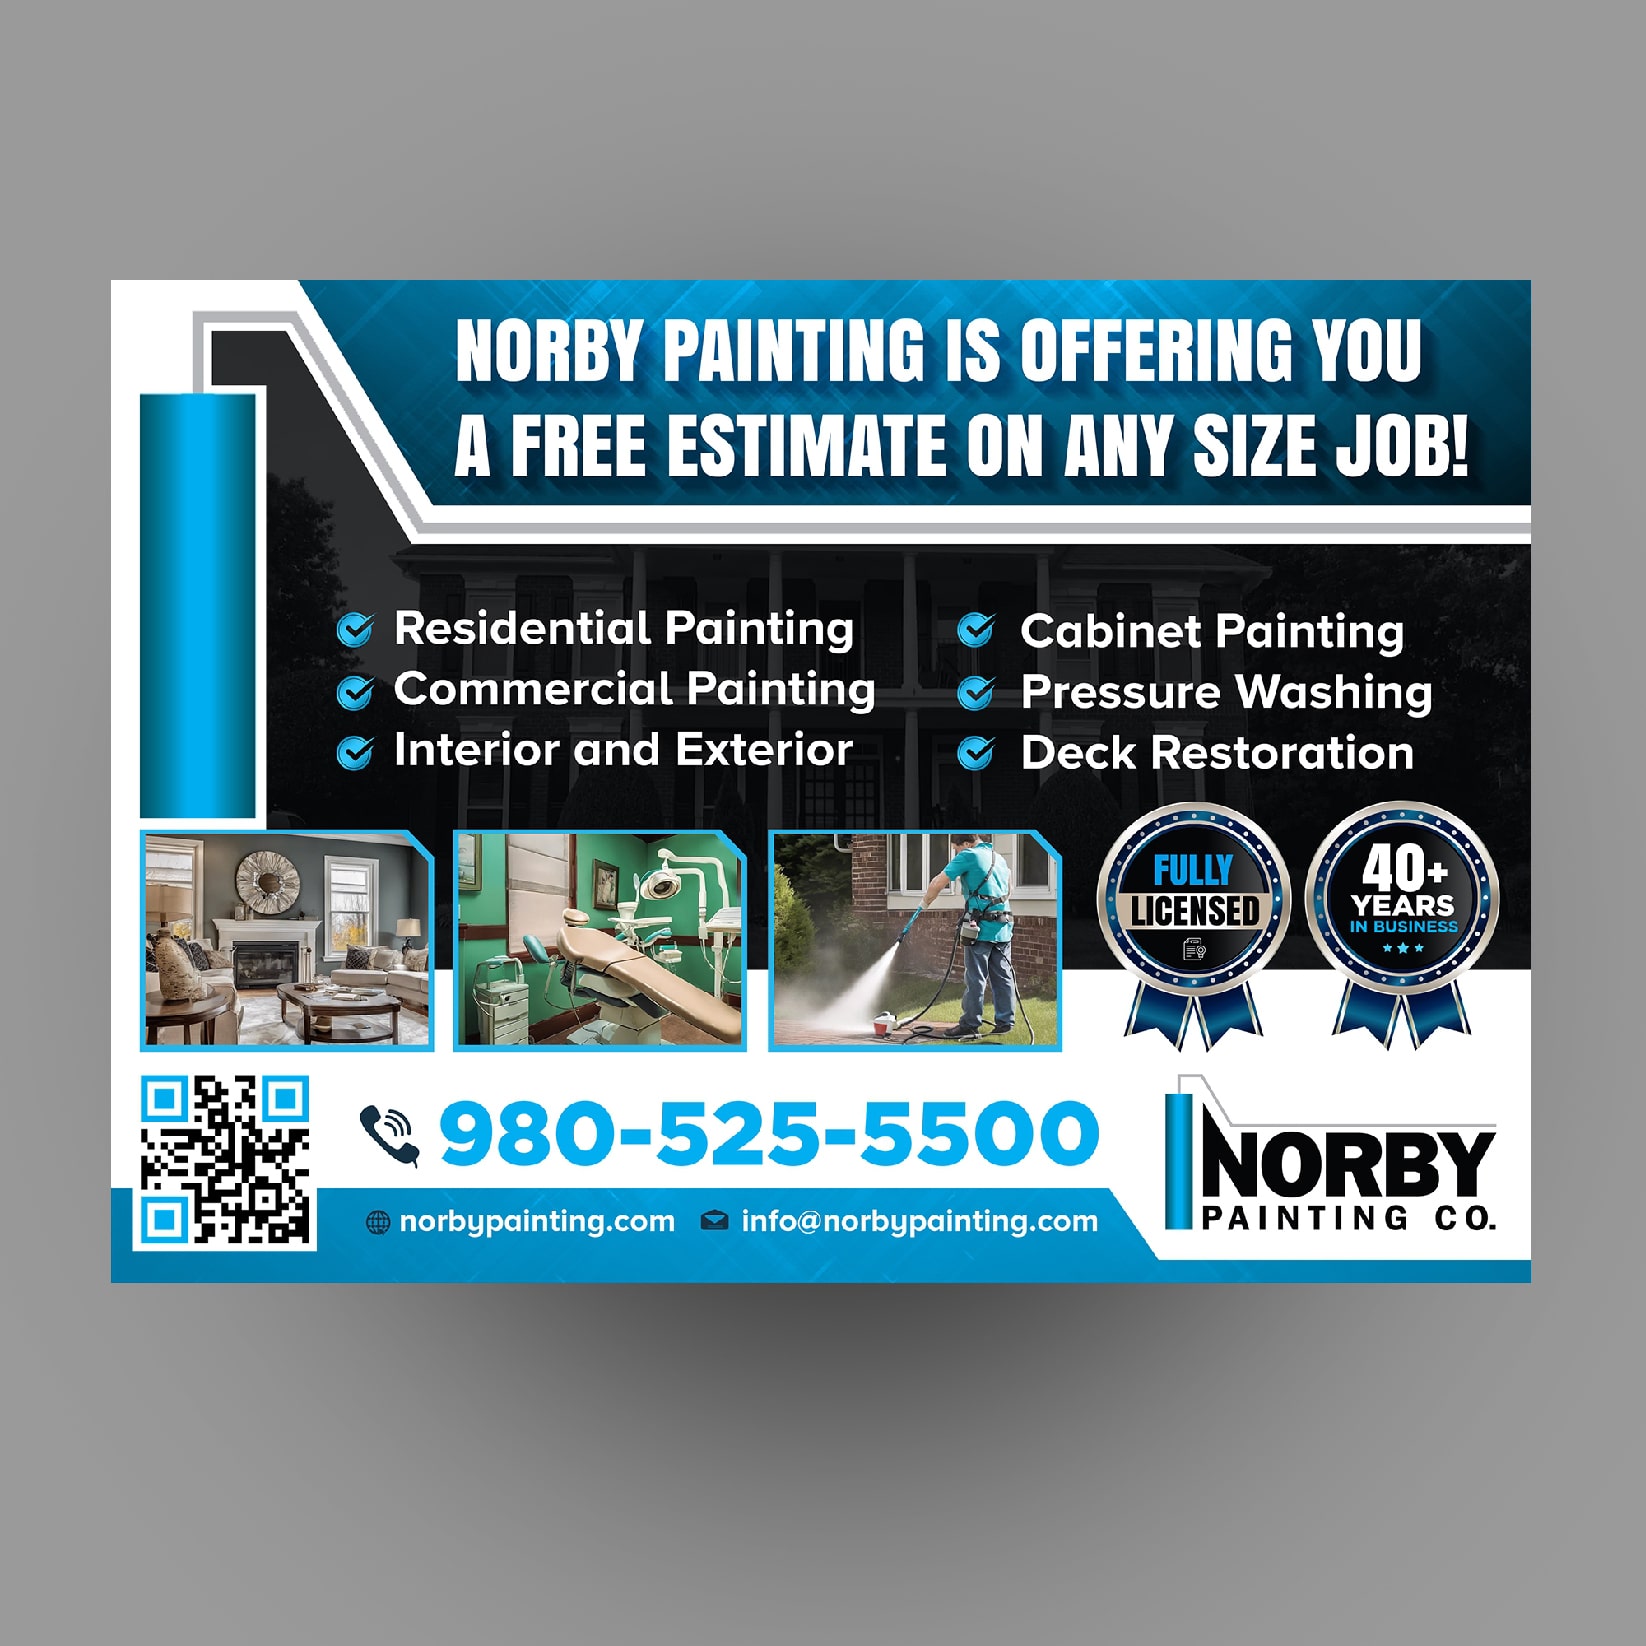 NORBY PAINTING IS OFFERING YOU
A FREE ESTIMATE ON ANY SIZE JOB!
Residential Painting
Commercial Painting
Interior and Exterior
Cabinet Painting
Pressure Washing
Deck Restoration
FULLY
LICENSED
40+
YEARS
IN BUSINESS
980-525-5500
norbypainting.com
info@norbypainting.com
NORBY
PAINTING CO.